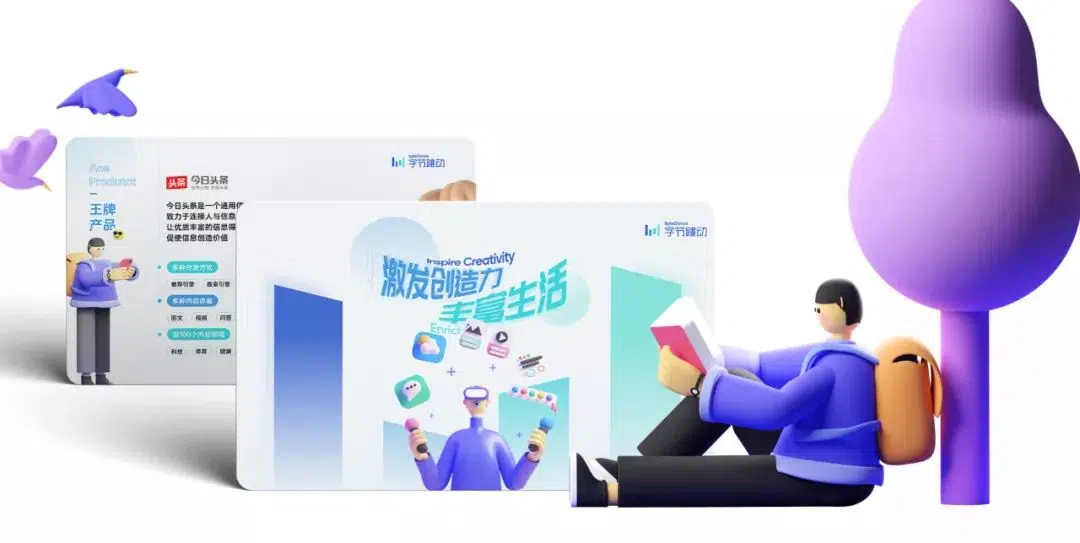 Ace
Produtct
王牌
产品
头条 今日头条
ByteDance
字节跳动
今日头条是一个通用信
致力于连接人与信息
让优质丰富的信息得
促使信息创造价值
多种分发方式
推荐引擎 搜索引擎
多种内容体裁
图文 视频 问答
超100个内容领域
科技 体育 健康
ByteDance
字节跳动
Inspire Creativity
激发创造力
丰富生活
Enrich